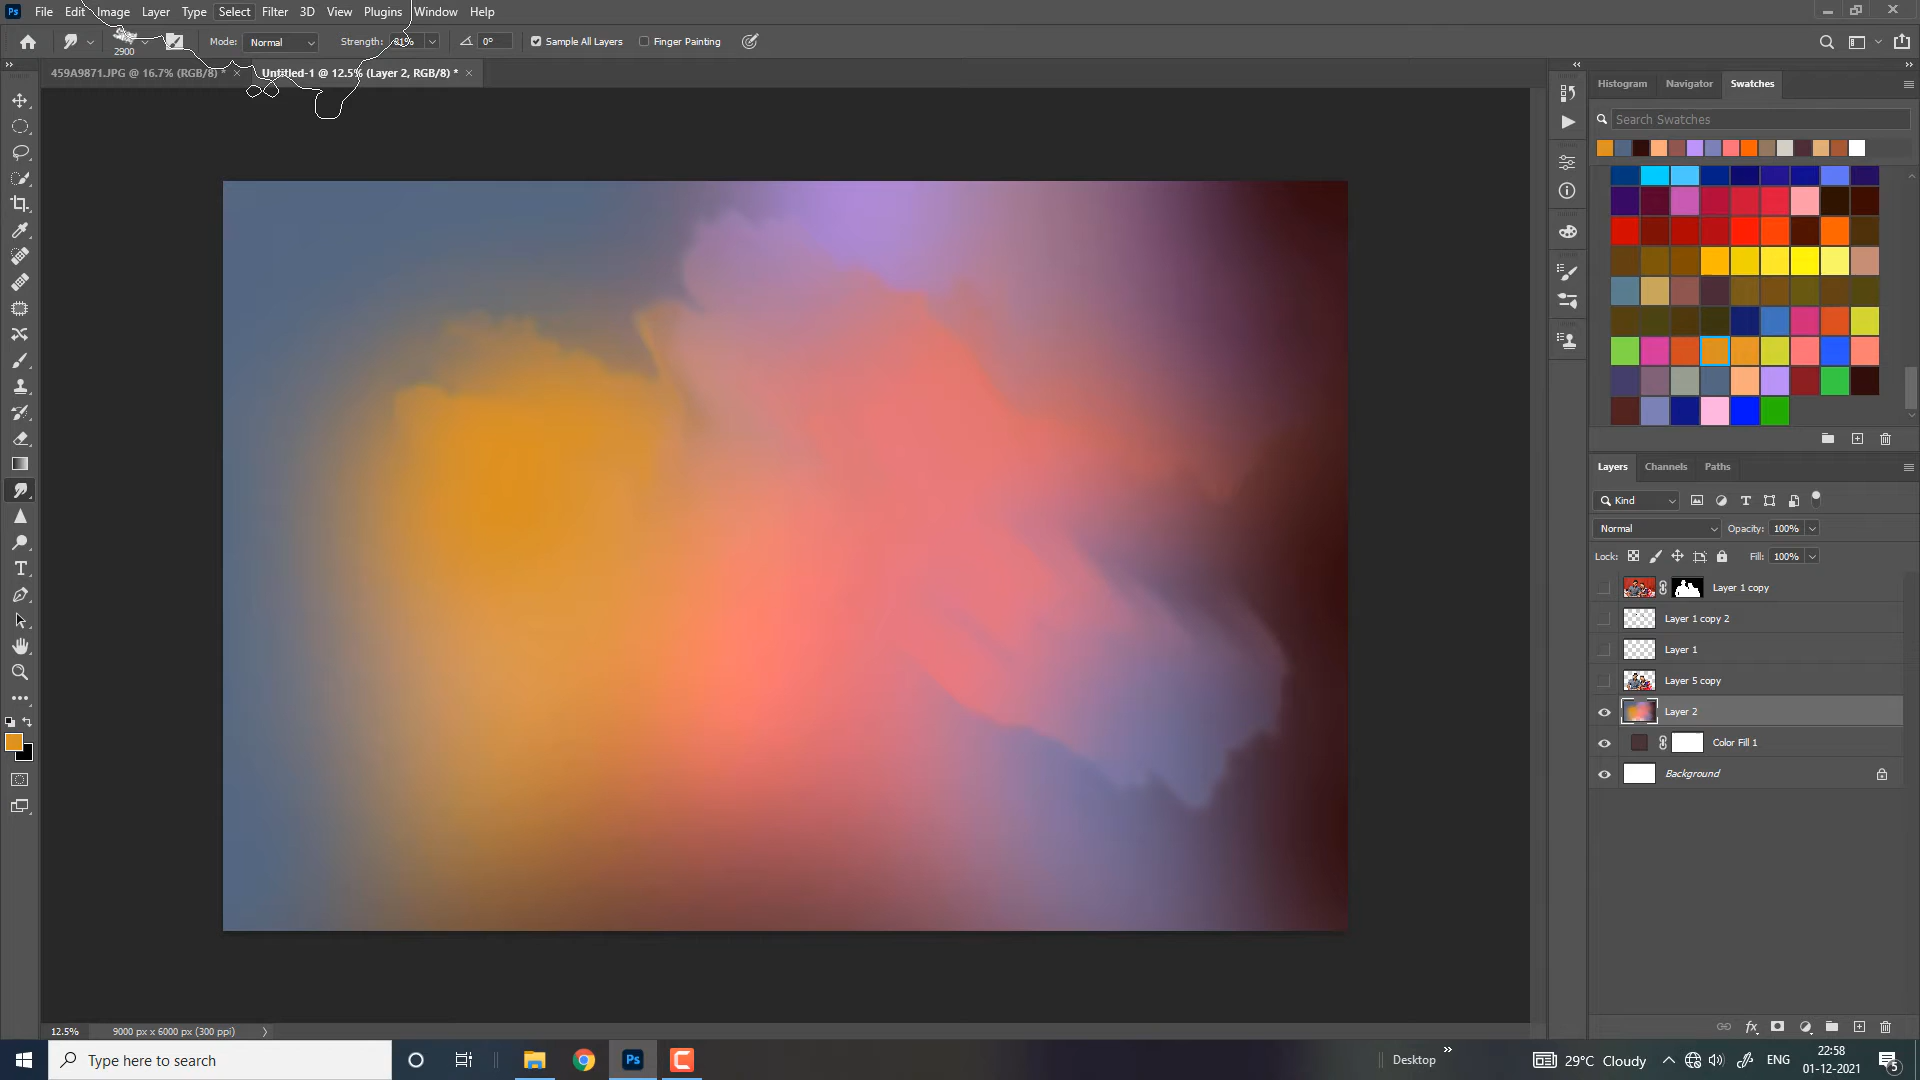 Ps File Edit Image Layer Type Select Filter 3D View Plugins Window Help
2900 Mode: Normal Strength: 81% 0° Sample All Layers Finger Painting
459A9871.JPG @ 16.7% (RGB/8) * × Untitled-1 @ 12.5% (Layer 2, RGB/8) * ×
Histogram Navigator Swatches
Search Swatches
Layers Channels Paths
Kind
Normal Opacity: 100%
Lock: Fill: 100%
Layer 1 copy
Layer 1 copy 2
Layer 1
Layer 5 copy
Layer 2
Color Fill 1
Background
12.5% 9000 px x 6000 px (300 ppi)
Type here to search Ps Desktop 29°C Cloudy ENG 22:58
01-12-2021 5